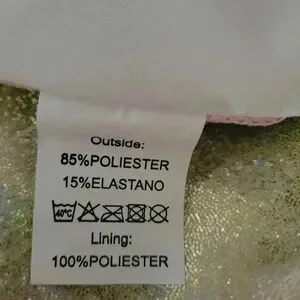 Outside:
85%POLIESTER
15%ELASTANO
40°C
Lining:
100%POLIESTER